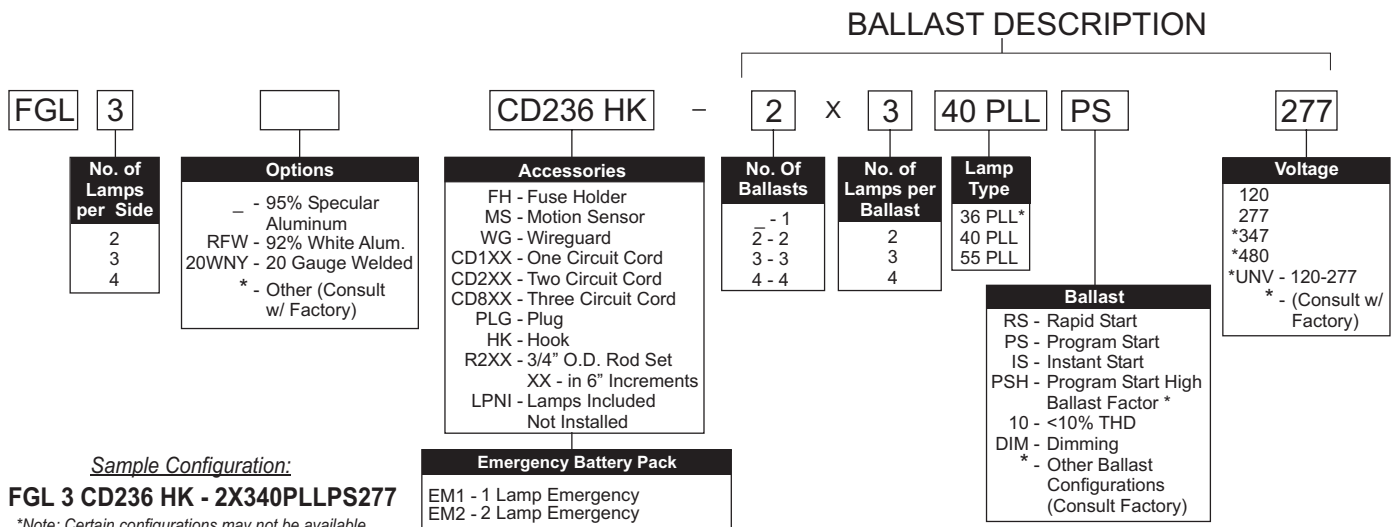 BALLAST DESCRIPTION
FGL 3 CD236 HK – 2 x 3 40 PLL PS 277
No. of
Lamps
per Side
2
3
4
Options
_ - 95% Specular
Aluminum
RFW - 92% White Alum.
20WNY - 20 Gauge Welded
* - Other (Consult
w/ Factory)
Accessories
FH - Fuse Holder
MS - Motion Sensor
WG - Wireguard
CD1XX - One Circuit Cord
CD2XX - Two Circuit Cord
CD8XX - Three Circuit Cord
PLG - Plug
HK - Hook
R2XX - 3/4" O.D. Rod Set
XX - in 6" Increments
LPNI - Lamps Included
Not Installed
Emergency Battery Pack
EM1 - 1 Lamp Emergency
EM2 - 2 Lamp Emergency
No. Of
Ballasts
_ - 1
2 - 2
3 - 3
4 - 4
No. of
Lamps per
Ballast
2
3
4
Lamp
Type
36 PLL*
40 PLL
55 PLL
Ballast
RS - Rapid Start
PS - Program Start
IS - Instant Start
PSH - Program Start High
Ballast Factor *
10 - <10% THD
DIM - Dimming
* - Other Ballast
Configurations
(Consult Factory)
Voltage
120
277
*347
*480
*UNV - 120-277
* - (Consult w/
Factory)
Sample Configuration:
FGL 3 CD236 HK - 2X340PLLPS277
*Note: Certain configurations may not be available